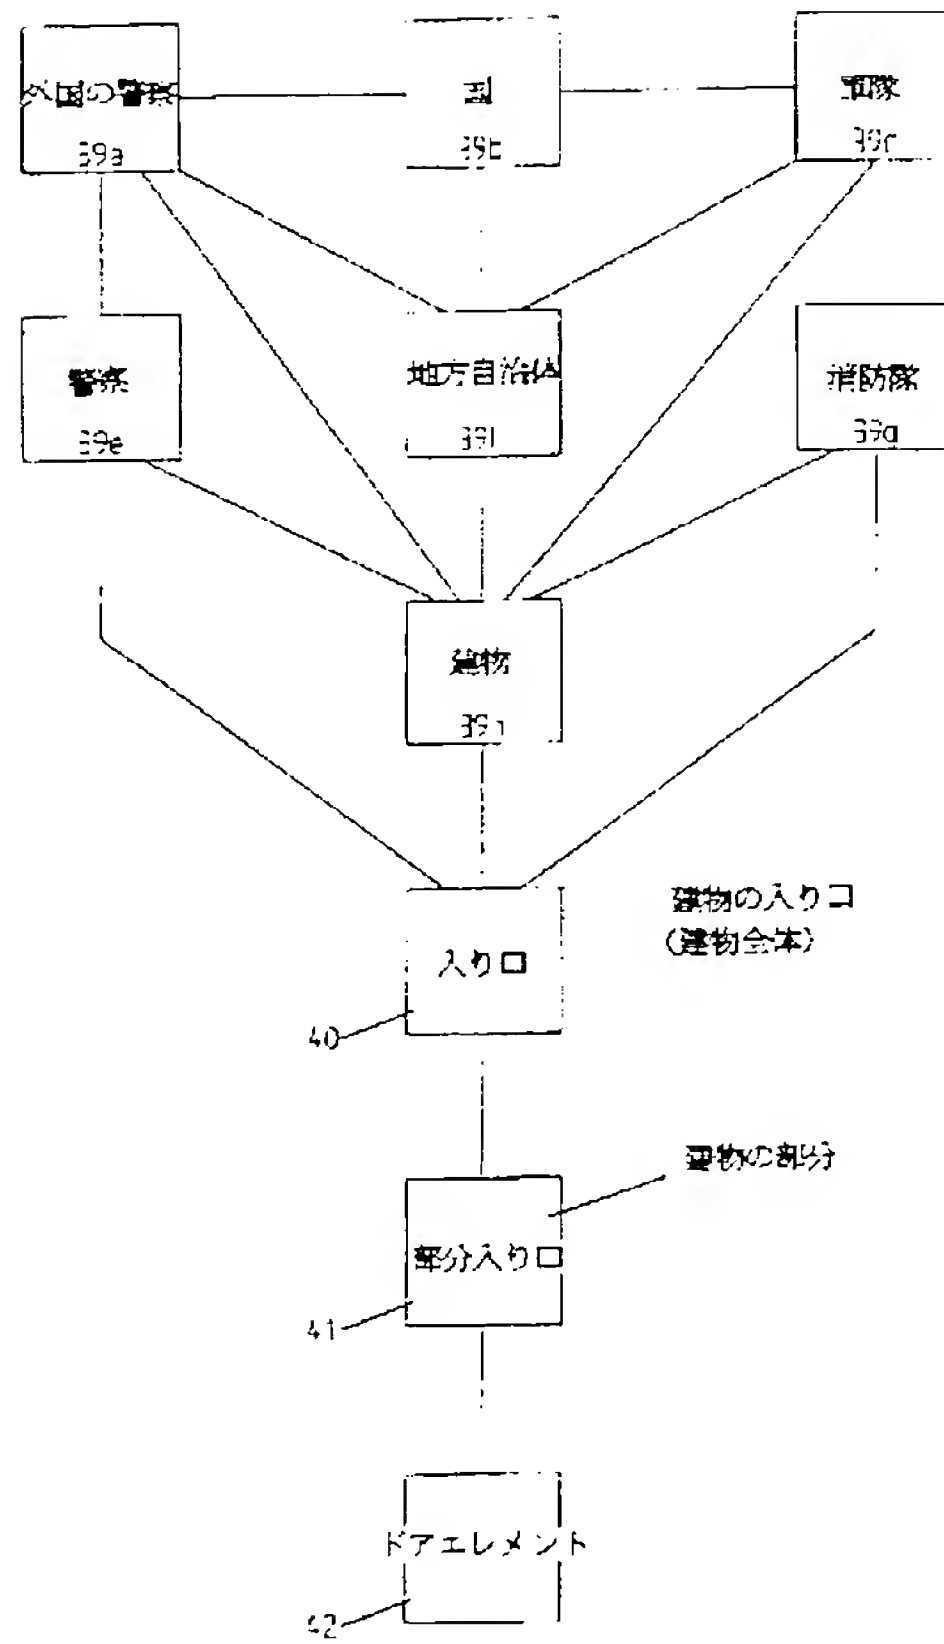 外国の警察
39a
国
39b
軍隊
39c
警察
39e
地方自治体
39f
消防隊
39g
建物
39h
入り口
40
建物の入り口
(建物全体)
建物の部分
部分入り口
41
ドアエレメント
42